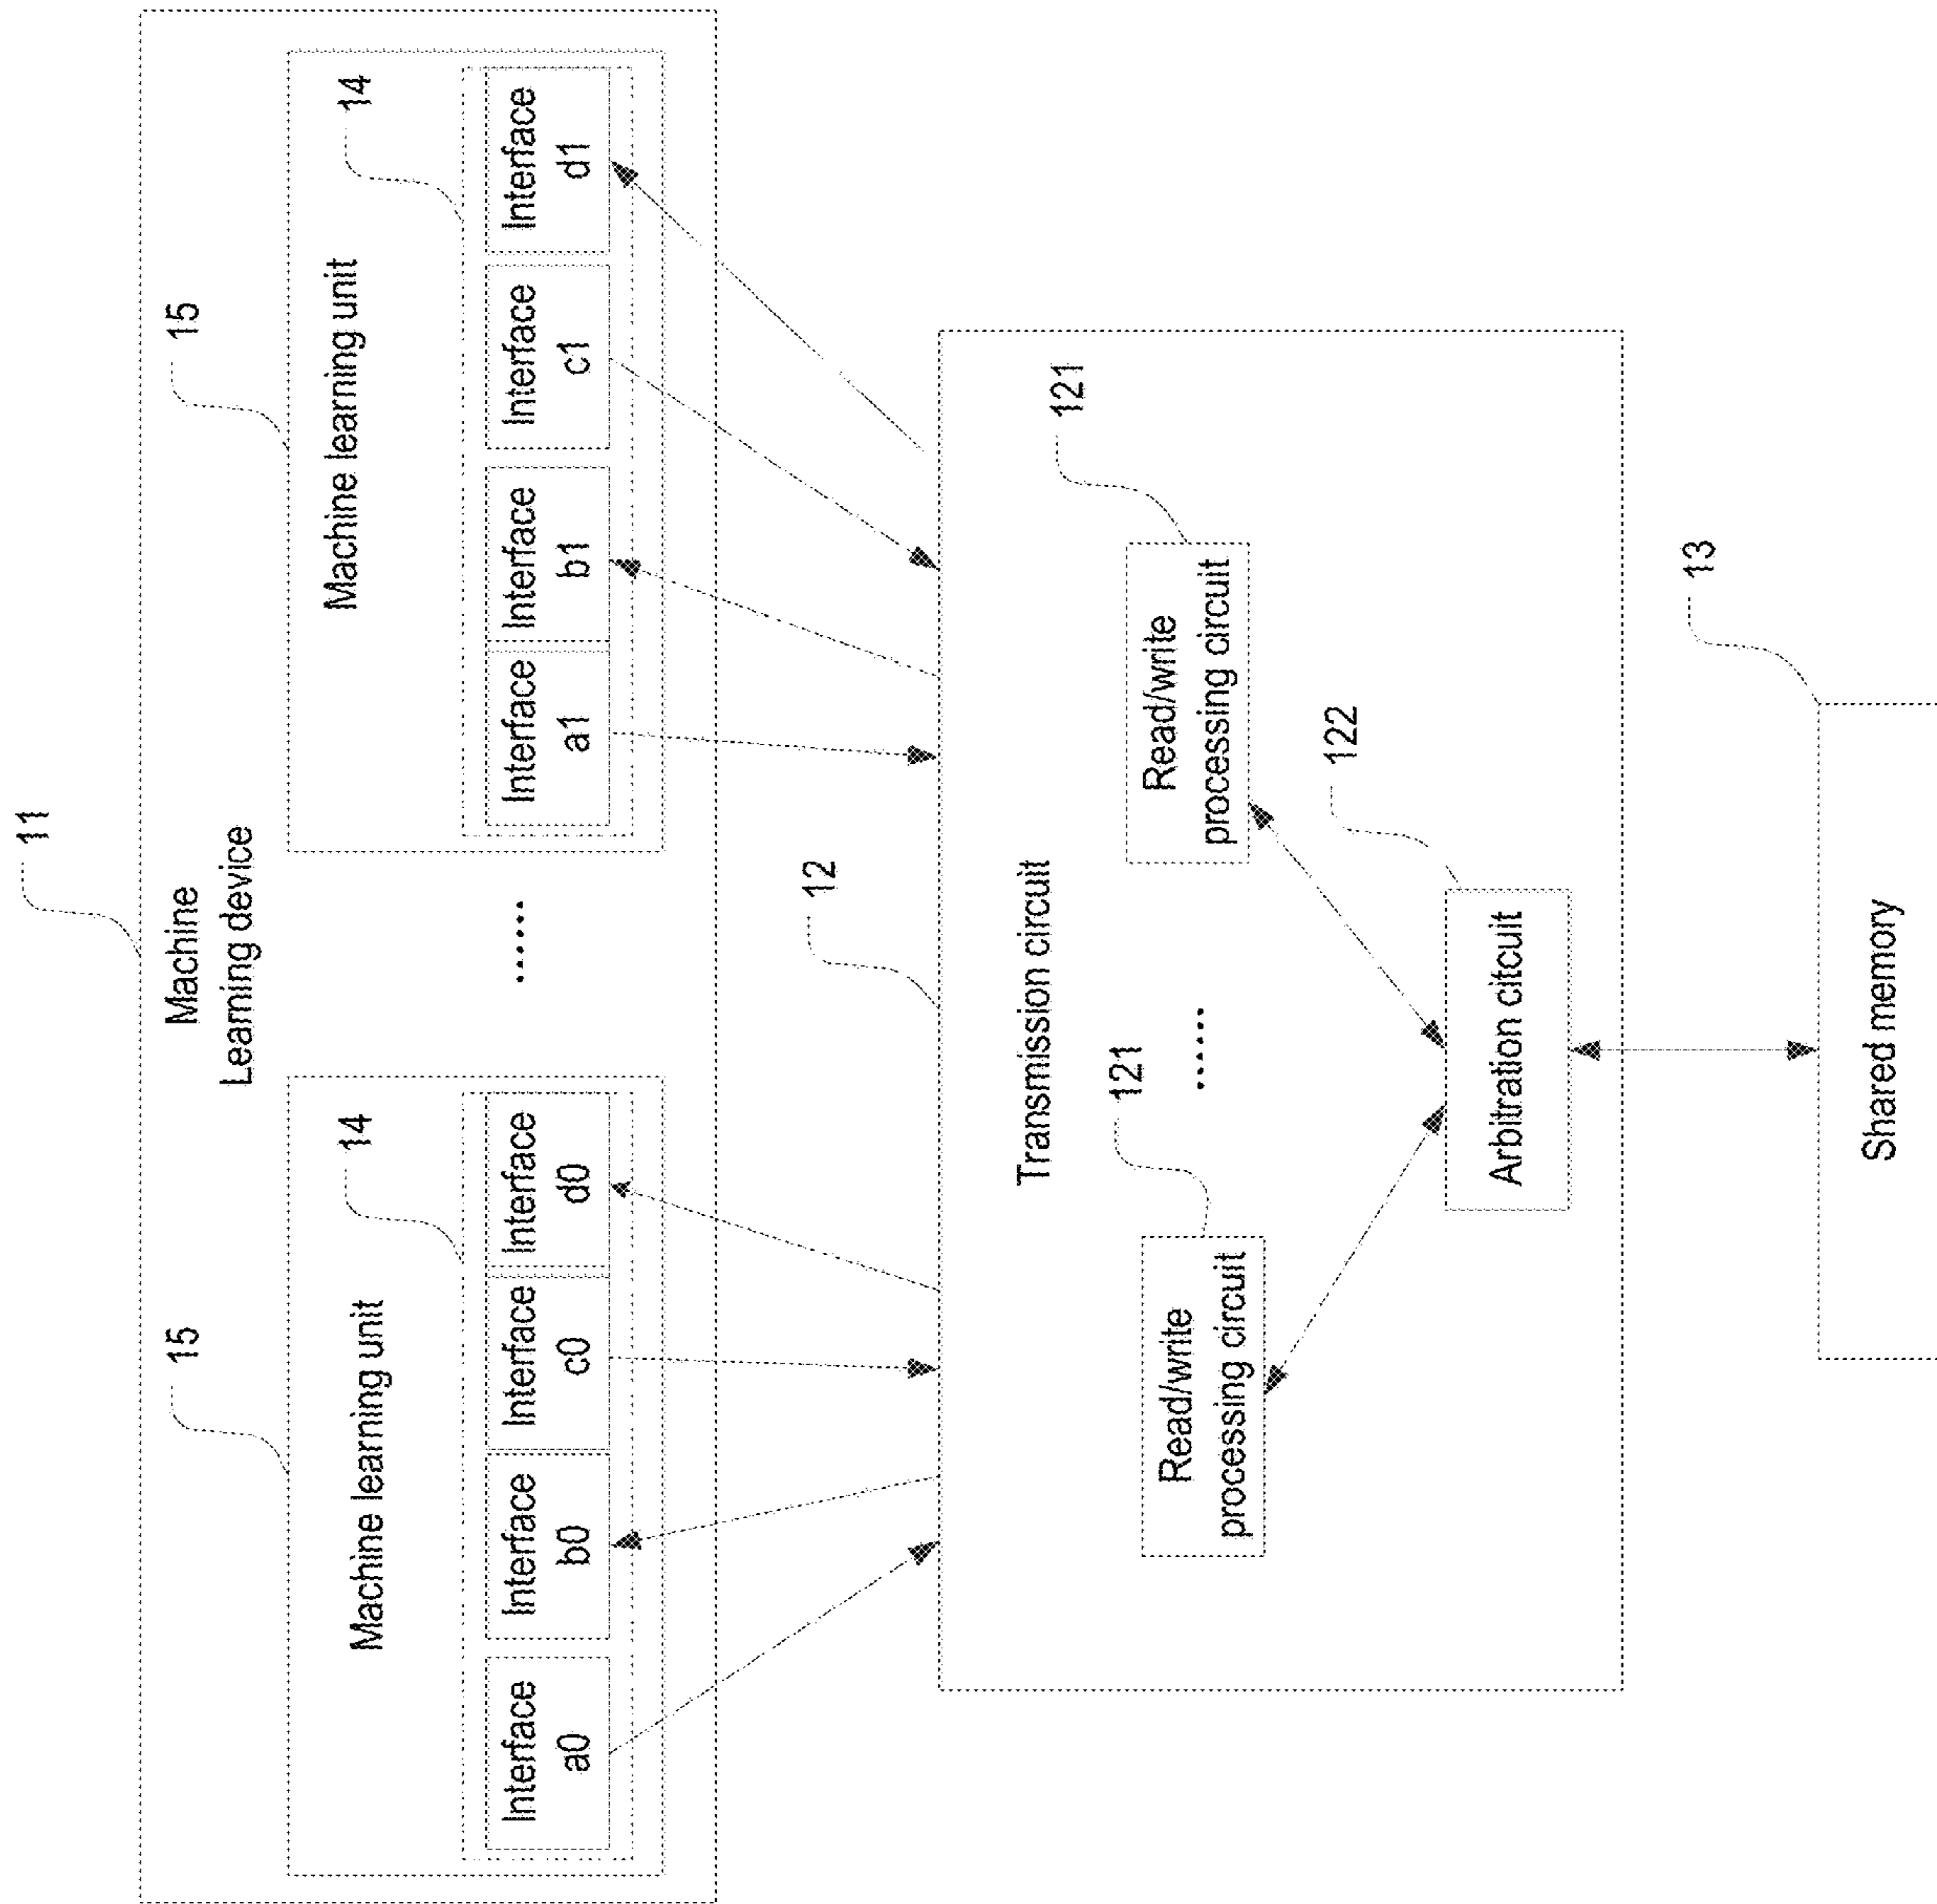 11
Machine
Learning device
15
Machine learning unit
14
Interface
a0
Interface
b0
Interface
c0
Interface
d0
......
15
Machine learning unit
14
Interface
a1
Interface
b1
Interface
c1
Interface
d1
12
Transmission circuit
121
Read/write
processing circuit
......
121
Read/write
processing circuit
122
Arbitration citcuit
13
Shared memory